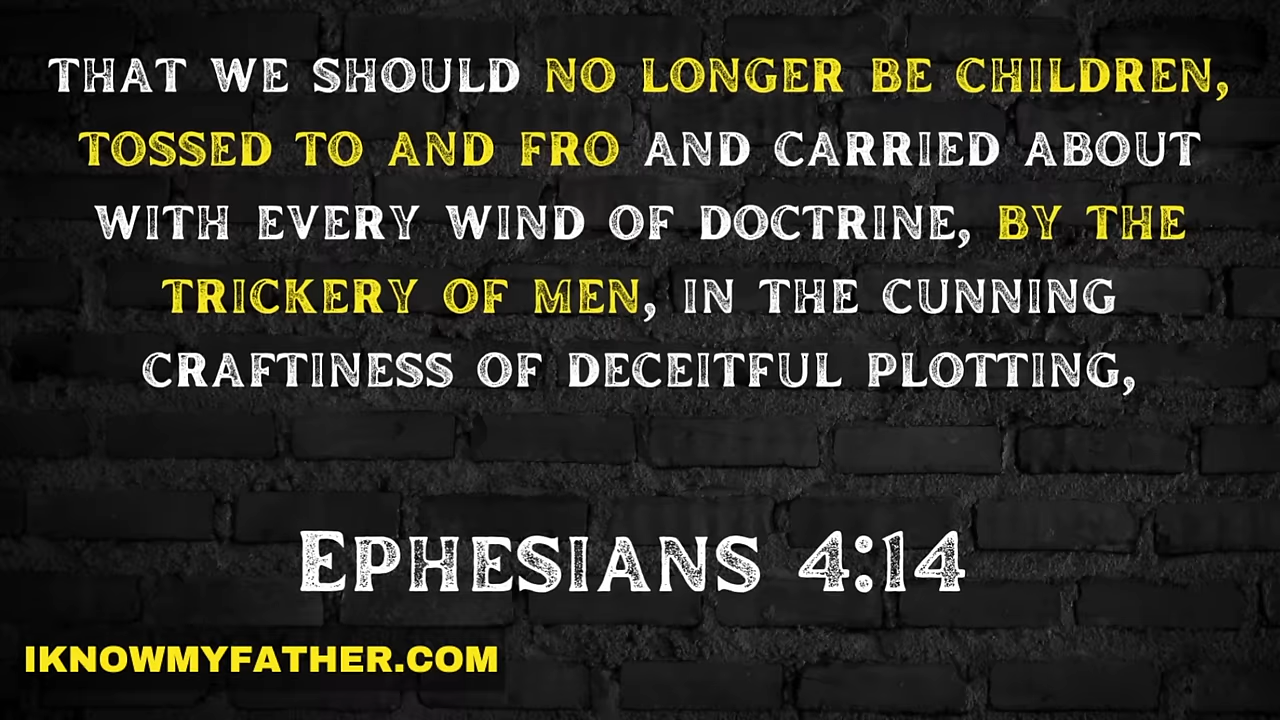 THAT WE SHOULD NO LONGER BE CHILDREN,
TOSSED TO AND FRO AND CARRIED ABOUT
WITH EVERY WIND OF DOCTRINE, BY THE
TRICKERY OF MEN, IN THE CUNNING
CRAFTINESS OF DECEITFUL PLOTTING,
EPHESIANS 4:14
IKNOWMYFATHER.COM